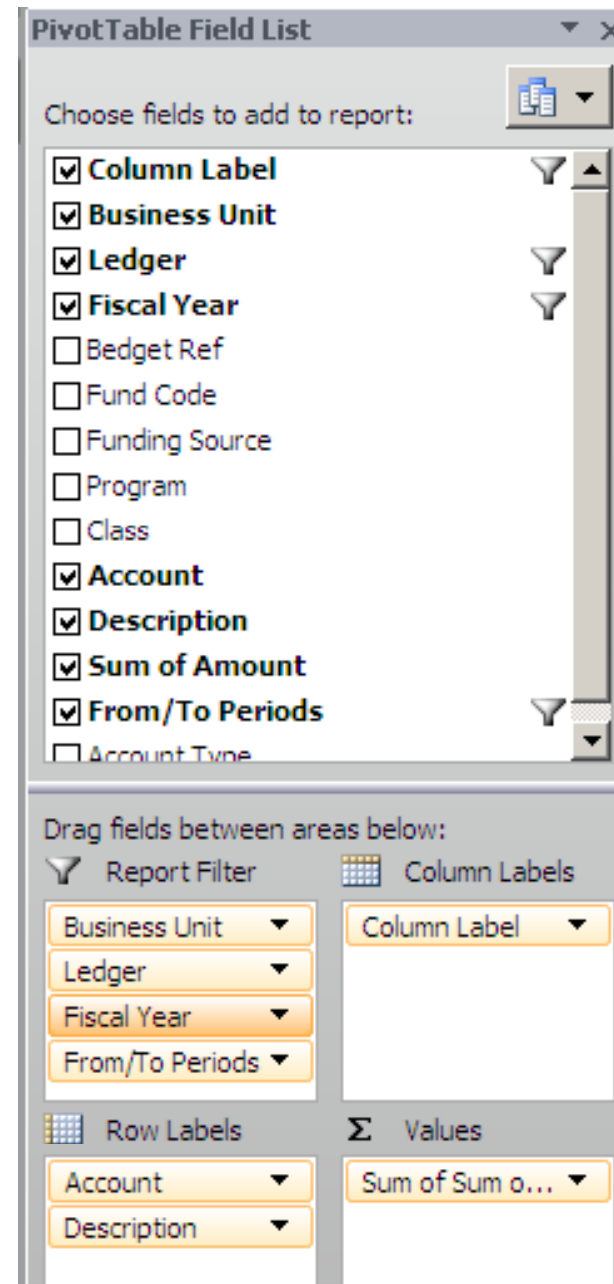 PivotTable Field List
Choose fields to add to report:
Column Label
Business Unit
Ledger
Fiscal Year
Bedget Ref
Fund Code
Funding Source
Program
Class
Account
Description
Sum of Amount
From/To Periods
Account Type
Drag fields between areas below:
Report Filter
Column Labels
Business Unit
Column Label
Ledger
Fiscal Year
From/To Periods
Row Labels
Σ Values
Account
Sum of Sum o...
Description